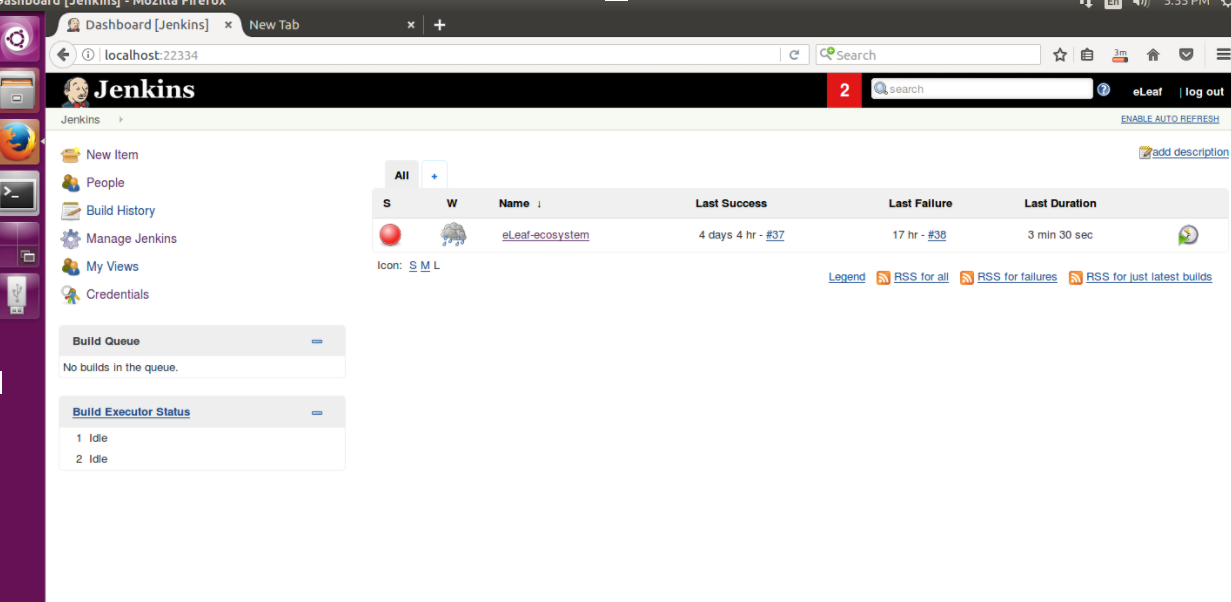 Dashboard [Jenkins] - Mozilla Firefox
En
5:55 PM
Dashboard [Jenkins] × New Tab × +
localhost:22334
Search
3m
Jenkins
2
search
eLeaf | log out
Jenkins
ENABLE AUTO REFRESH
New Item
People
Build History
Manage Jenkins
My Views
Credentials
add description
All +
S W Name ↓ Last Success Last Failure Last Duration
eLeaf-ecosystem 4 days 4 hr - #37 17 hr - #38 3 min 30 sec
Icon: S M L
Legend RSS for all RSS for failures RSS for just latest builds
Build Queue
No builds in the queue.
Build Executor Status
1 Idle
2 Idle